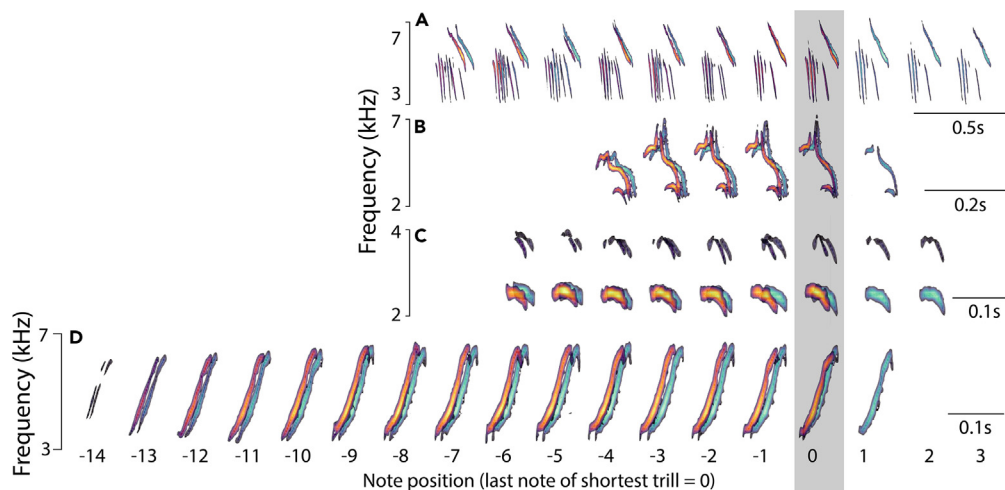 A
7
3
0.5s
B
7
2
0.2s
C
4
2
0.1s
D
7
3
0.1s
Frequency (kHz)
Frequency (kHz)
-14 -13 -12 -11 -10 -9 -8 -7 -6 -5 -4 -3 -2 -1 0 1 2 3
Note position (last note of shortest trill = 0)